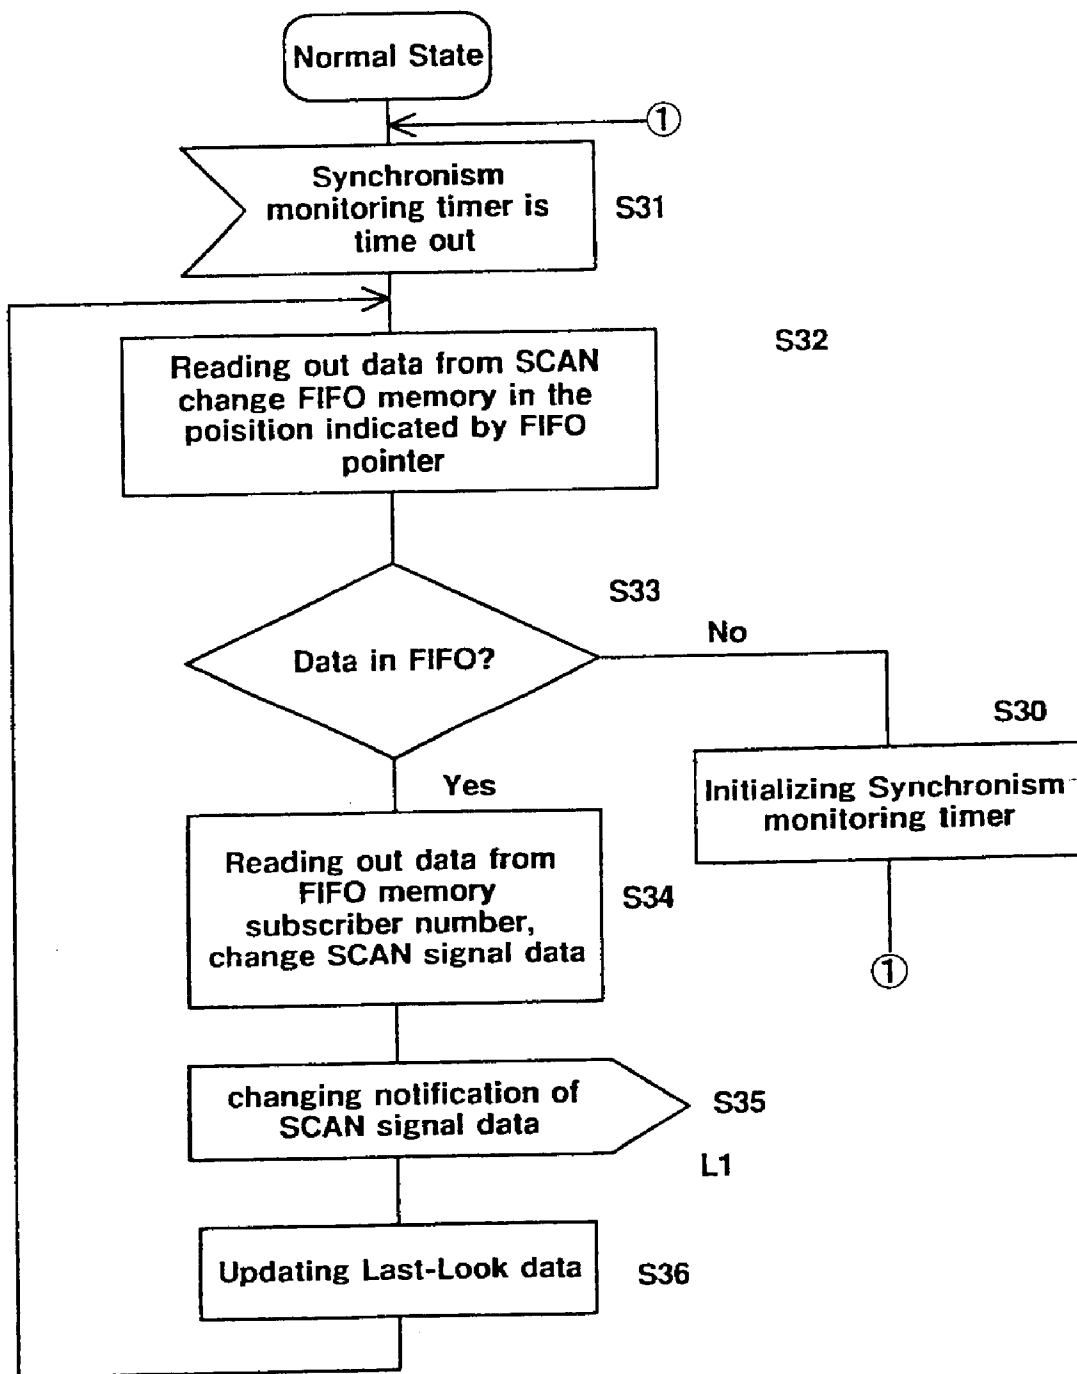 Normal State
①
Synchronism
monitoring timer is
time out
S31
S32
Reading out data from SCAN
change FIFO memory in the
poisition indicated by FIFO
pointer
S33
Data in FIFO?
No
Yes
S30
Initializing Synchronism
monitoring timer
①
Reading out data from
FIFO memory
subscriber number,
change SCAN signal data
S34
changing notification of
SCAN signal data
S35
L1
Updating Last-Look data
S36